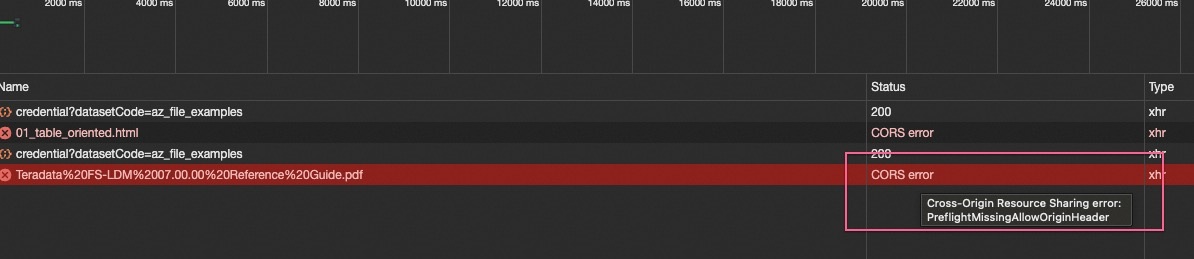 2000 ms 4000 ms 6000 ms 8000 ms 10000 ms 12000 ms 14000 ms 16000 ms 18000 ms 20000 ms 22000 ms 24000 ms 26000 ms
Name Status Type
credential?datasetCode=az_file_examples 200 xhr
01_table_oriented.html CORS error xhr
credential?datasetCode=az_file_examples 200 xhr
Teradata%20FS-LDM%2007.00.00%20Reference%20Guide.pdf CORS error xhr
Cross-Origin Resource Sharing error:
PreflightMissingAllowOriginHeader